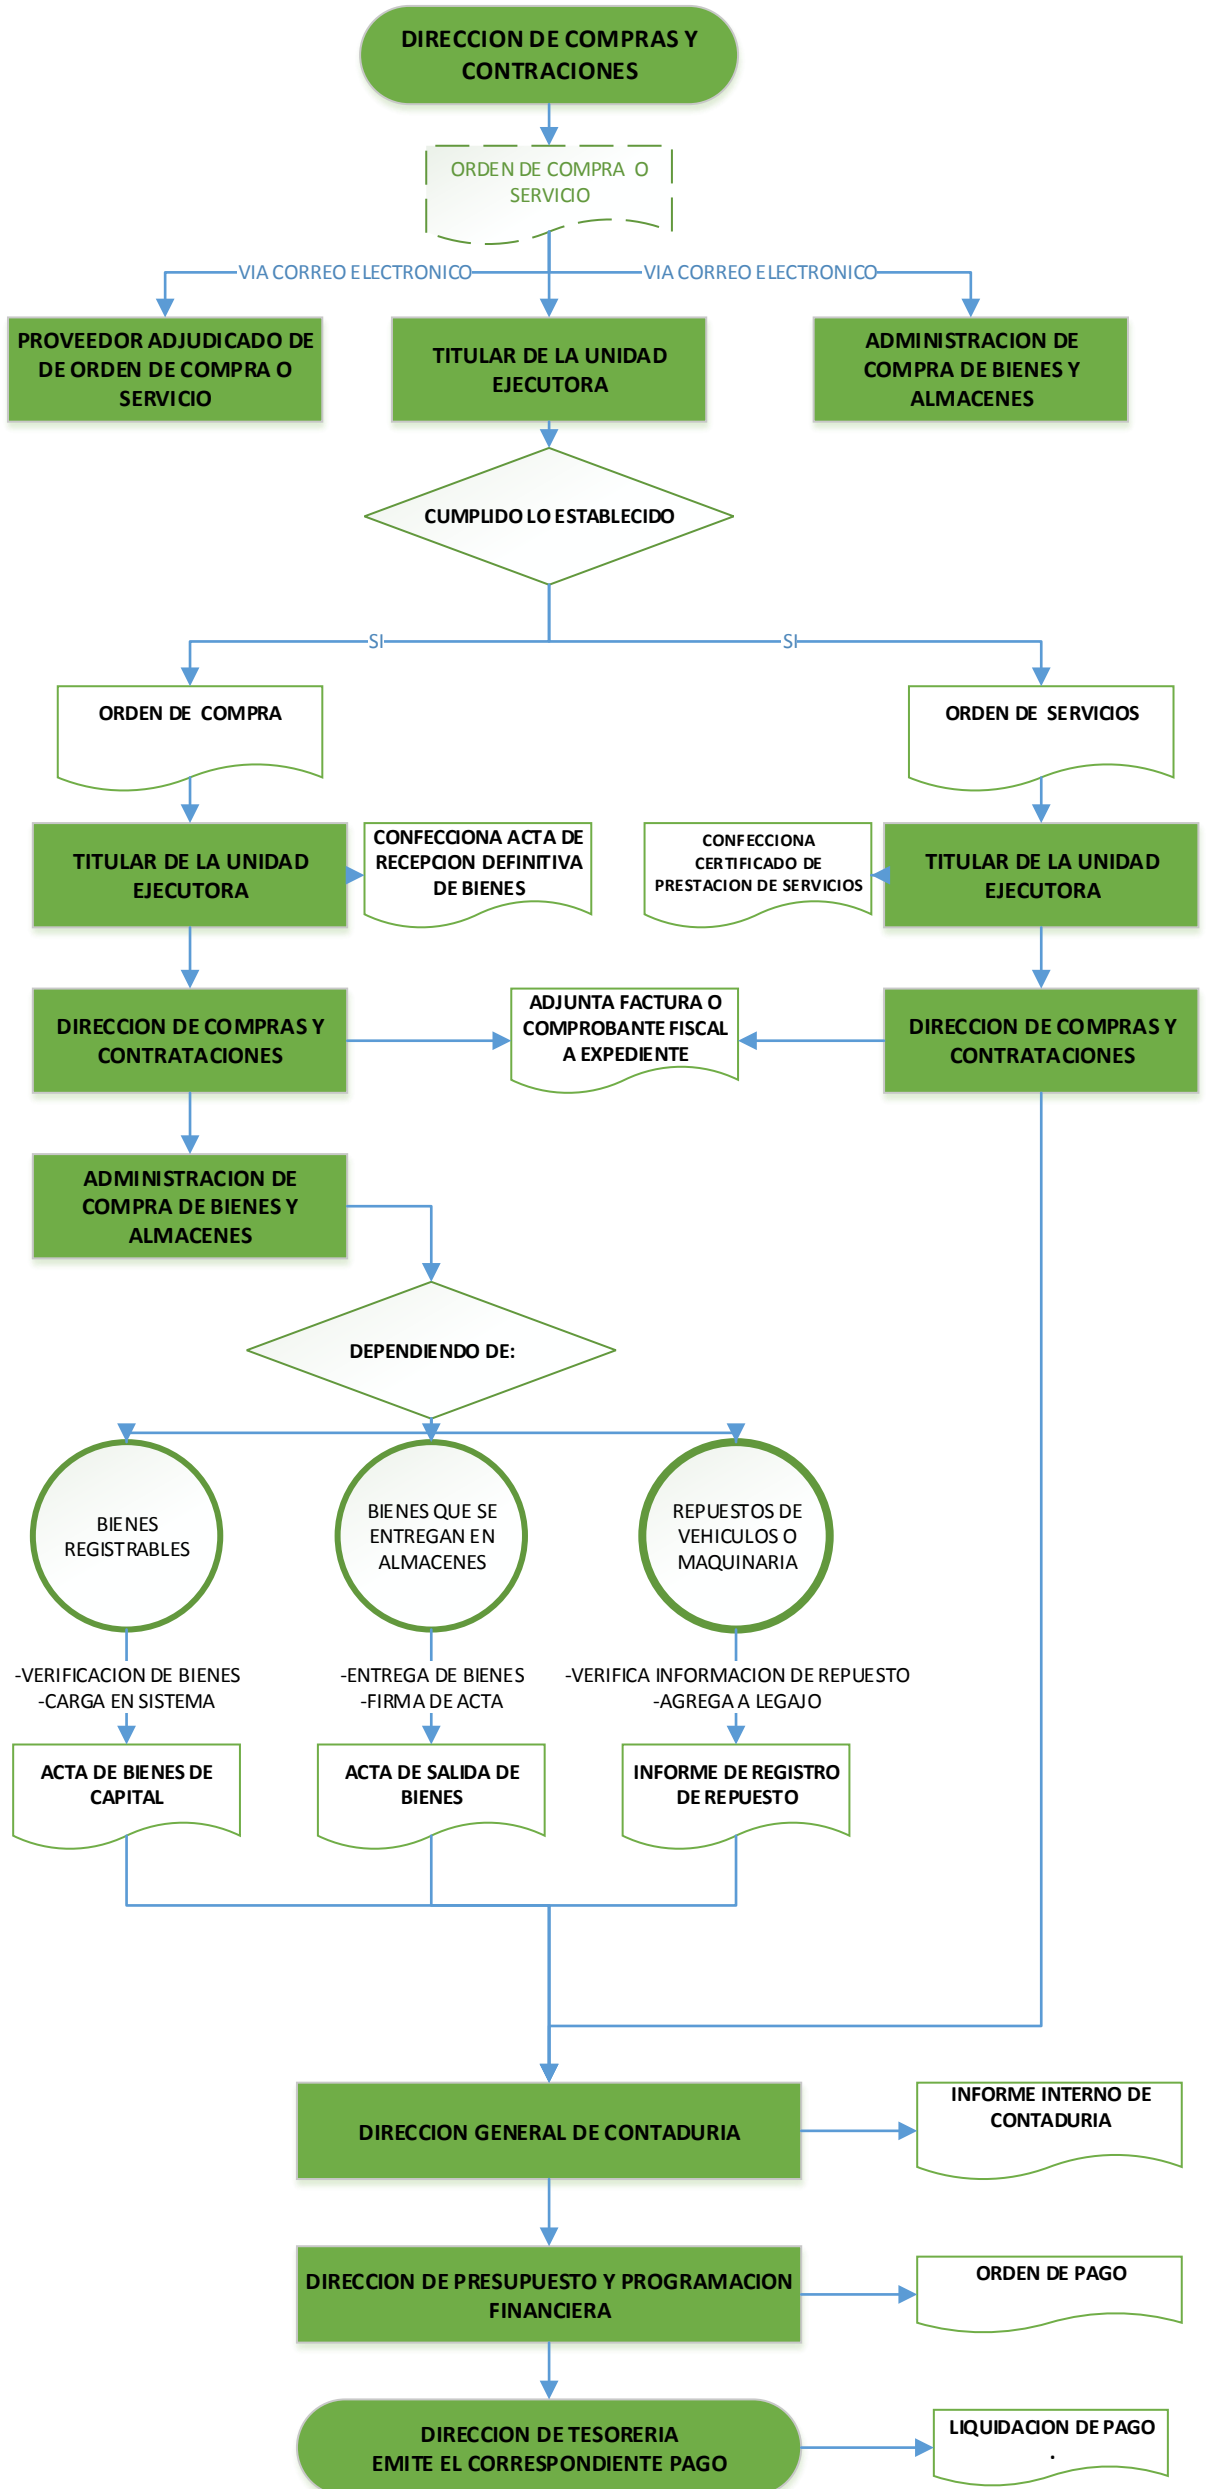 DIRECCION DE COMPRAS Y
CONTRACIONES
ORDEN DE COMPRA O
SERVICIO
VIA CORREO ELECTRONICO
VIA CORREO ELECTRONICO
PROVEEDOR ADJUDICADO DE
DE ORDEN DE COMPRA O
SERVICIO
TITULAR DE LA UNIDAD
EJECUTORA
ADMINISTRACION DE
COMPRA DE BIENES Y
ALMACENES
CUMPLIDO LO ESTABLECIDO
SI
SI
ORDEN DE COMPRA
ORDEN DE SERVICIOS
TITULAR DE LA UNIDAD
EJECUTORA
CONFECCIONA ACTA DE
RECEPCION DEFINITIVA
DE BIENES
CONFECCIONA
CERTIFICADO DE
PRESTACION DE SERVICIOS
TITULAR DE LA UNIDAD
EJECUTORA
DIRECCION DE COMPRAS Y
CONTRATACIONES
ADJUNTA FACTURA O
COMPROBANTE FISCAL
A EXPEDIENTE
DIRECCION DE COMPRAS Y
CONTRATACIONES
ADMINISTRACION DE
COMPRA DE BIENES Y
ALMACENES
DEPENDIENDO DE:
BIENES
REGISTRABLES
BIENES QUE SE
ENTREGAN EN
ALMACENES
REPUESTOS DE
VEHICULOS O
MAQUINARIA
-VERIFICACION DE BIENES
-CARGA EN SISTEMA
-ENTREGA DE BIENES
-FIRMA DE ACTA
-VERIFICA INFORMACION DE REPUESTO
-AGREGA A LEGAJO
ACTA DE BIENES DE
CAPITAL
ACTA DE SALIDA DE
BIENES
INFORME DE REGISTRO
DE REPUESTO
DIRECCION GENERAL DE CONTADURIA
INFORME INTERNO DE
CONTADURIA
DIRECCION DE PRESUPUESTO Y PROGRAMACION
FINANCIERA
ORDEN DE PAGO
DIRECCION DE TESORERIA
EMITE EL CORRESPONDIENTE PAGO
LIQUIDACION DE PAGO
.